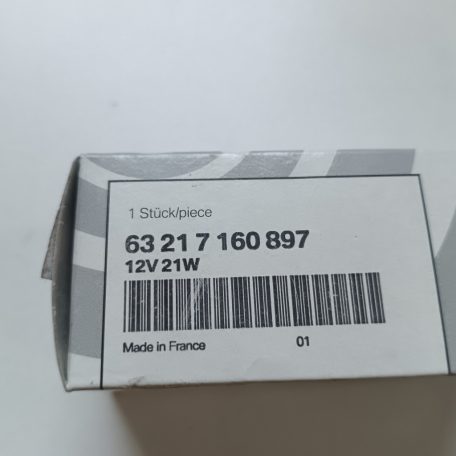 1 Stück/piece
63 21 7 160 897
12V 21W
Made in France 01